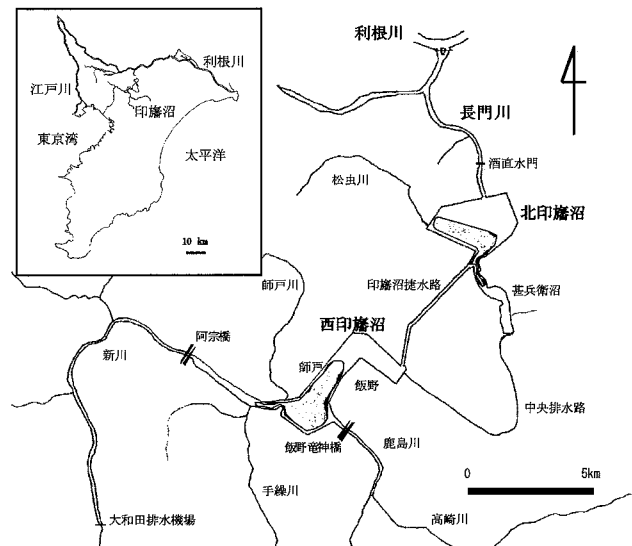 利根川
江戸川
印旛沼
東京湾
太平洋
10 km
利根川
長門川
酒直水門
松虫川
北印旛沼
印旛沼捷水路
甚兵衛沼
師戸川
西印旛沼
阿宗橋
新川
師戸
飯野
中央排水路
飯野竜神橋
鹿島川
手繰川
0 5km
大和田排水機場
高崎川